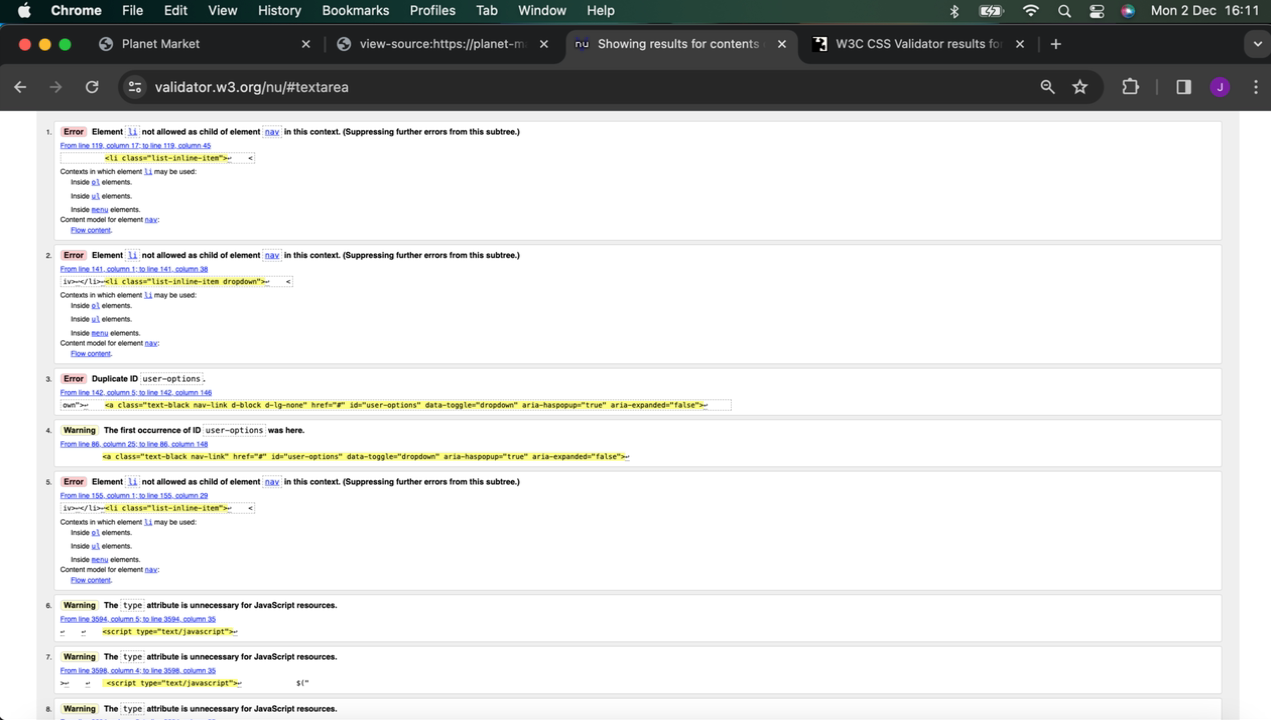 Chrome File Edit View History Bookmarks Profiles Tab Window Help Mon 2 Dec 16:11
Planet Market view-source:https://planet-m nu Showing results for contents W3C CSS Validator results fo
validator.w3.org/nu/#textarea J
1. Error Element li not allowed as child of element nav in this context. (Suppressing further errors from this subtree.)
From line 119, column 17; to line 119, column 45
<li class="list-inline-item">↩ <
Contexts in which element li may be used:
Inside ol elements.
Inside ul elements.
Inside menu elements.
Content model for element nav:
Flow content.
2. Error Element li not allowed as child of element nav in this context. (Suppressing further errors from this subtree.)
From line 141, column 1; to line 141, column 38
iv>↩</li>↩<li class="list-inline-item dropdown">↩ <
Contexts in which element li may be used:
Inside ol elements.
Inside ul elements.
Inside menu elements.
Content model for element nav:
Flow content.
3. Error Duplicate ID user-options.
From line 142, column 5; to line 142, column 146
own">↩ <a class="text-black nav-link d-block d-lg-none" href="#" id="user-options" data-toggle="dropdown" aria-haspopup="true" aria-expanded="false">↩
4. Warning The first occurrence of ID user-options was here.
From line 86, column 25; to line 86, column 148
<a class="text-black nav-link" href="#" id="user-options" data-toggle="dropdown" aria-haspopup="true" aria-expanded="false">↩
5. Error Element li not allowed as child of element nav in this context. (Suppressing further errors from this subtree.)
From line 155, column 1; to line 155, column 29
iv>↩</li>↩<li class="list-inline-item">↩ <
Contexts in which element li may be used:
Inside ol elements.
Inside ul elements.
Inside menu elements.
Content model for element nav:
Flow content.
6. Warning The type attribute is unnecessary for JavaScript resources.
From line 3594, column 5; to line 3594, column 35
↩ ↩ <script type="text/javascript">↩
7. Warning The type attribute is unnecessary for JavaScript resources.
From line 3598, column 4; to line 3598, column 35
>↩ ↩ <script type="text/javascript">↩ $("
8. Warning The type attribute is unnecessary for JavaScript resources.